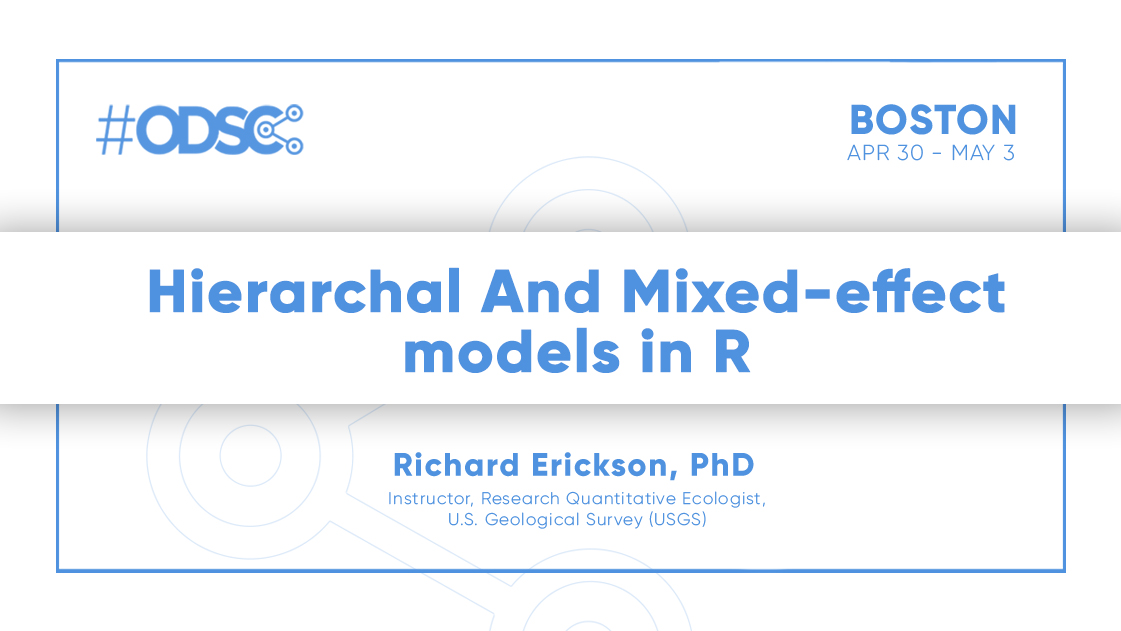 #ODSC
BOSTON
APR 30 - MAY 3
Hierarchal And Mixed-effect
models in R
Richard Erickson, PhD
Instructor, Research Quantitative Ecologist,
U.S. Geological Survey (USGS)